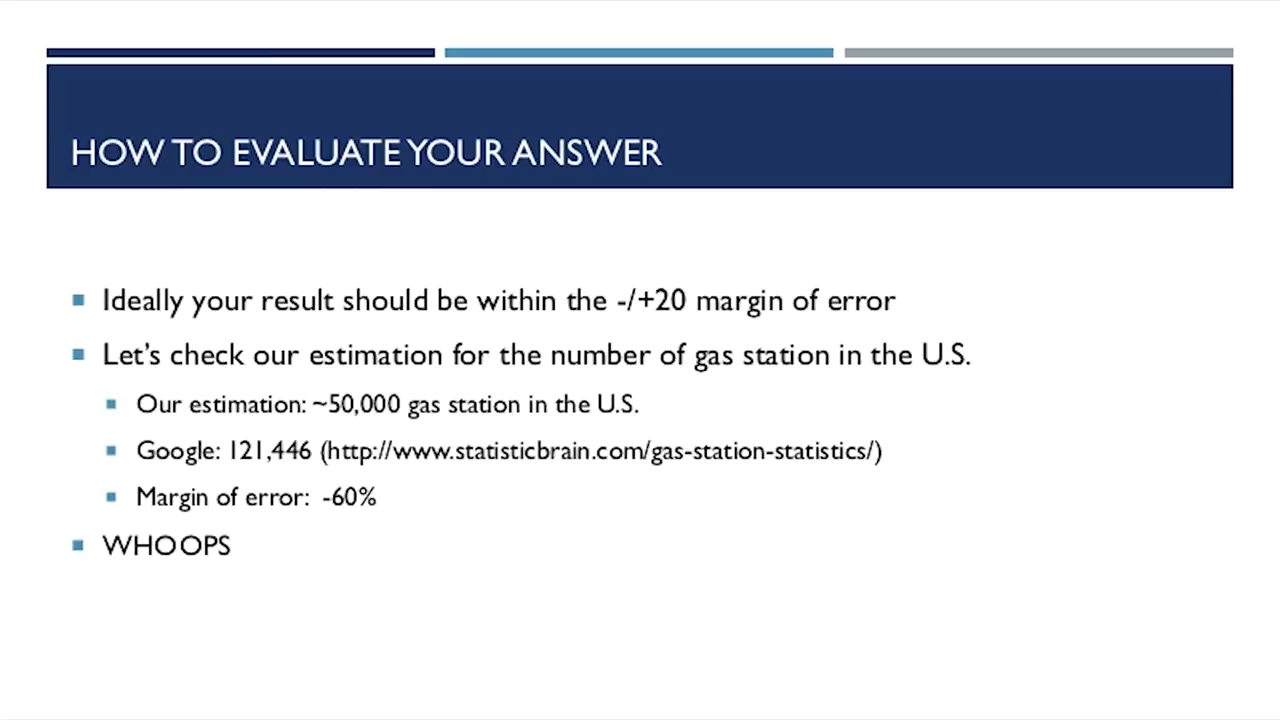 HOW TO EVALUATE YOUR ANSWER
Ideally your result should be within the -/+20 margin of error
Let's check our estimation for the number of gas station in the U.S.
Our estimation: ~50,000 gas station in the U.S.
Google: 121,446 (http://www.statisticbrain.com/gas-station-statistics/)
Margin of error: -60%
WHOOPS